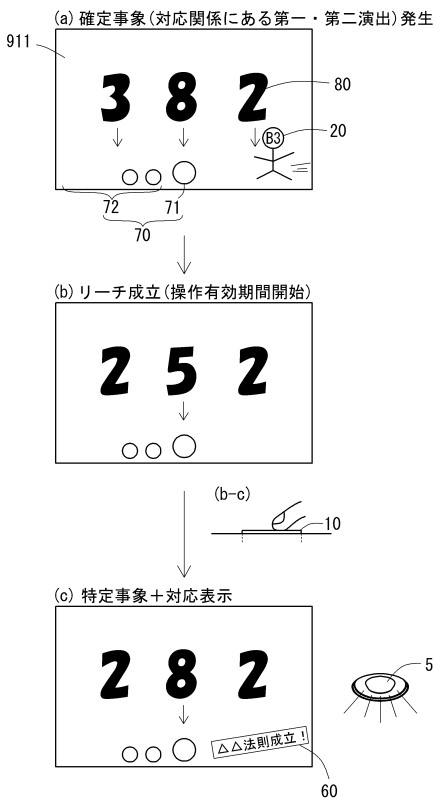 (a) 確定事象(対応関係にある第一・第二演出)発生
911
3 8 2
80
B3
20
72
71
70
(b) リーチ成立(操作有効期間開始)
2 5 2
(b-c)
10
(c) 特定事象+対応表示
2 8 2
5
△△法則成立!
60